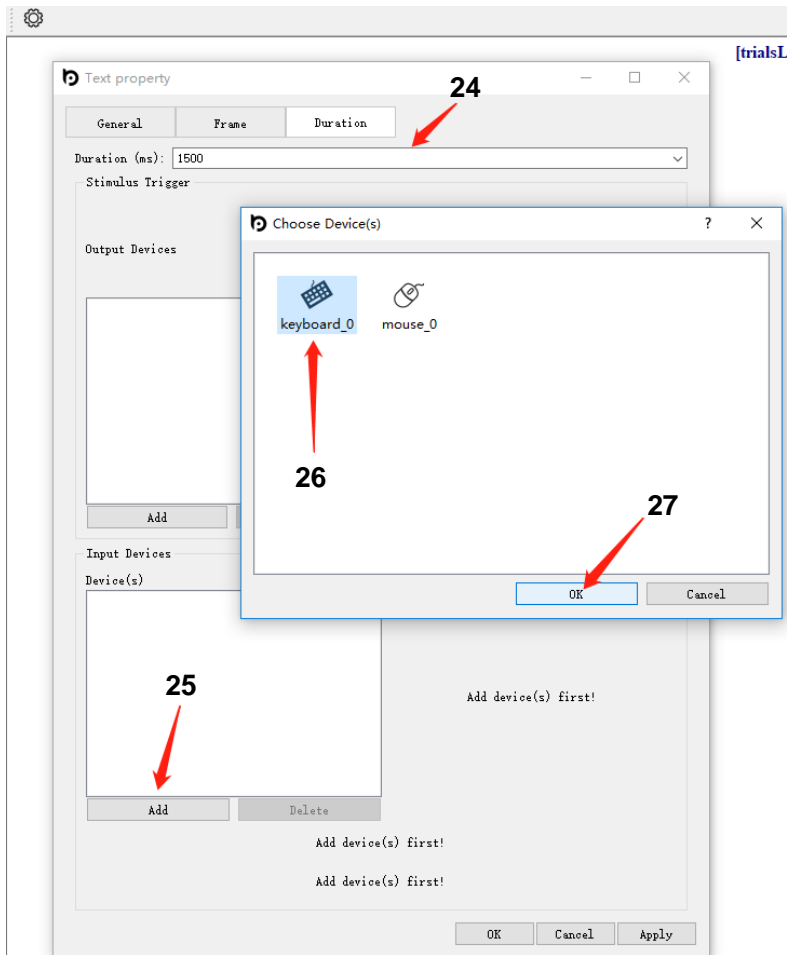 [trialsL
Text property
24
General Frame Duration
Duration (ms): 1500
Stimulus Trigger
Choose Device(s) ?
Output Devices
keyboard_0 mouse_0
26
27
Add
Input Devices
Device(s)
OK Cancel
25
Add device(s) first!
Add Delete
Add device(s) first!
Add device(s) first!
OK Cancel Apply